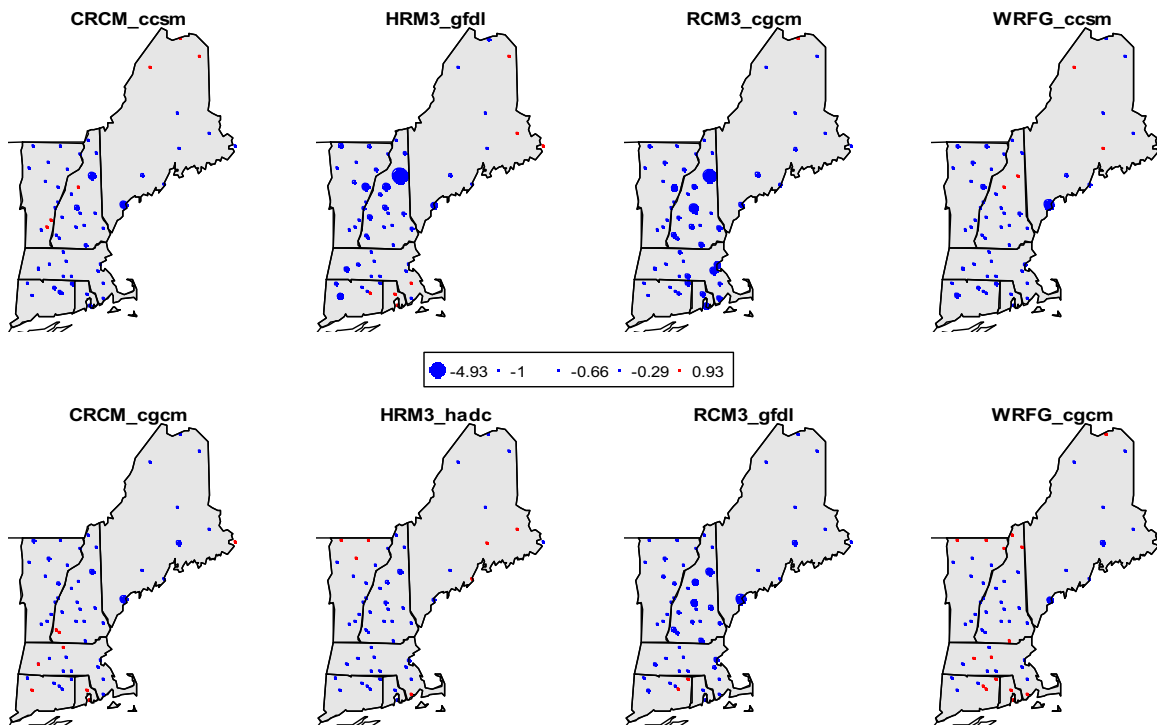 CRCM_ccsm HRM3_gfdl RCM3_cgcm WRFG_ccsm
-4.93 -1 -0.66 -0.29 0.93
CRCM_cgcm HRM3_hadc RCM3_gfdl WRFG_cgcm